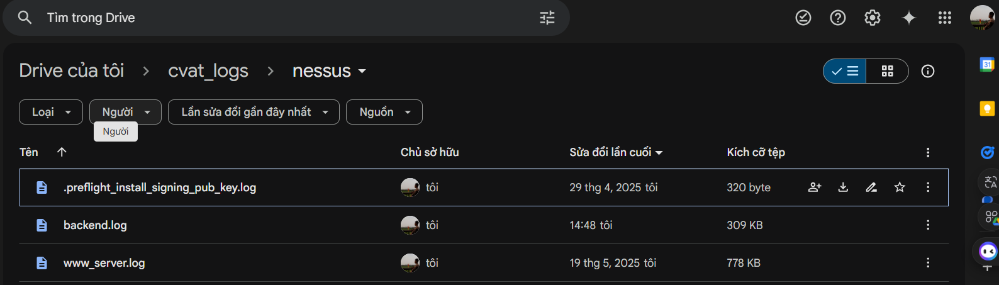 Tìm trong Drive
Drive của tôi > cvat_logs > nessus
31
Loại Người Lần sửa đổi gần đây nhất Nguồn
Người
Tên Chủ sở hữu Sửa đổi lần cuối Kích cỡ tệp
.preflight_install_signing_pub_key.log tôi 29 thg 4, 2025 tôi 320 byte
backend.log tôi 14:48 tôi 309 KB
www_server.log tôi 19 thg 5, 2025 tôi 778 KB